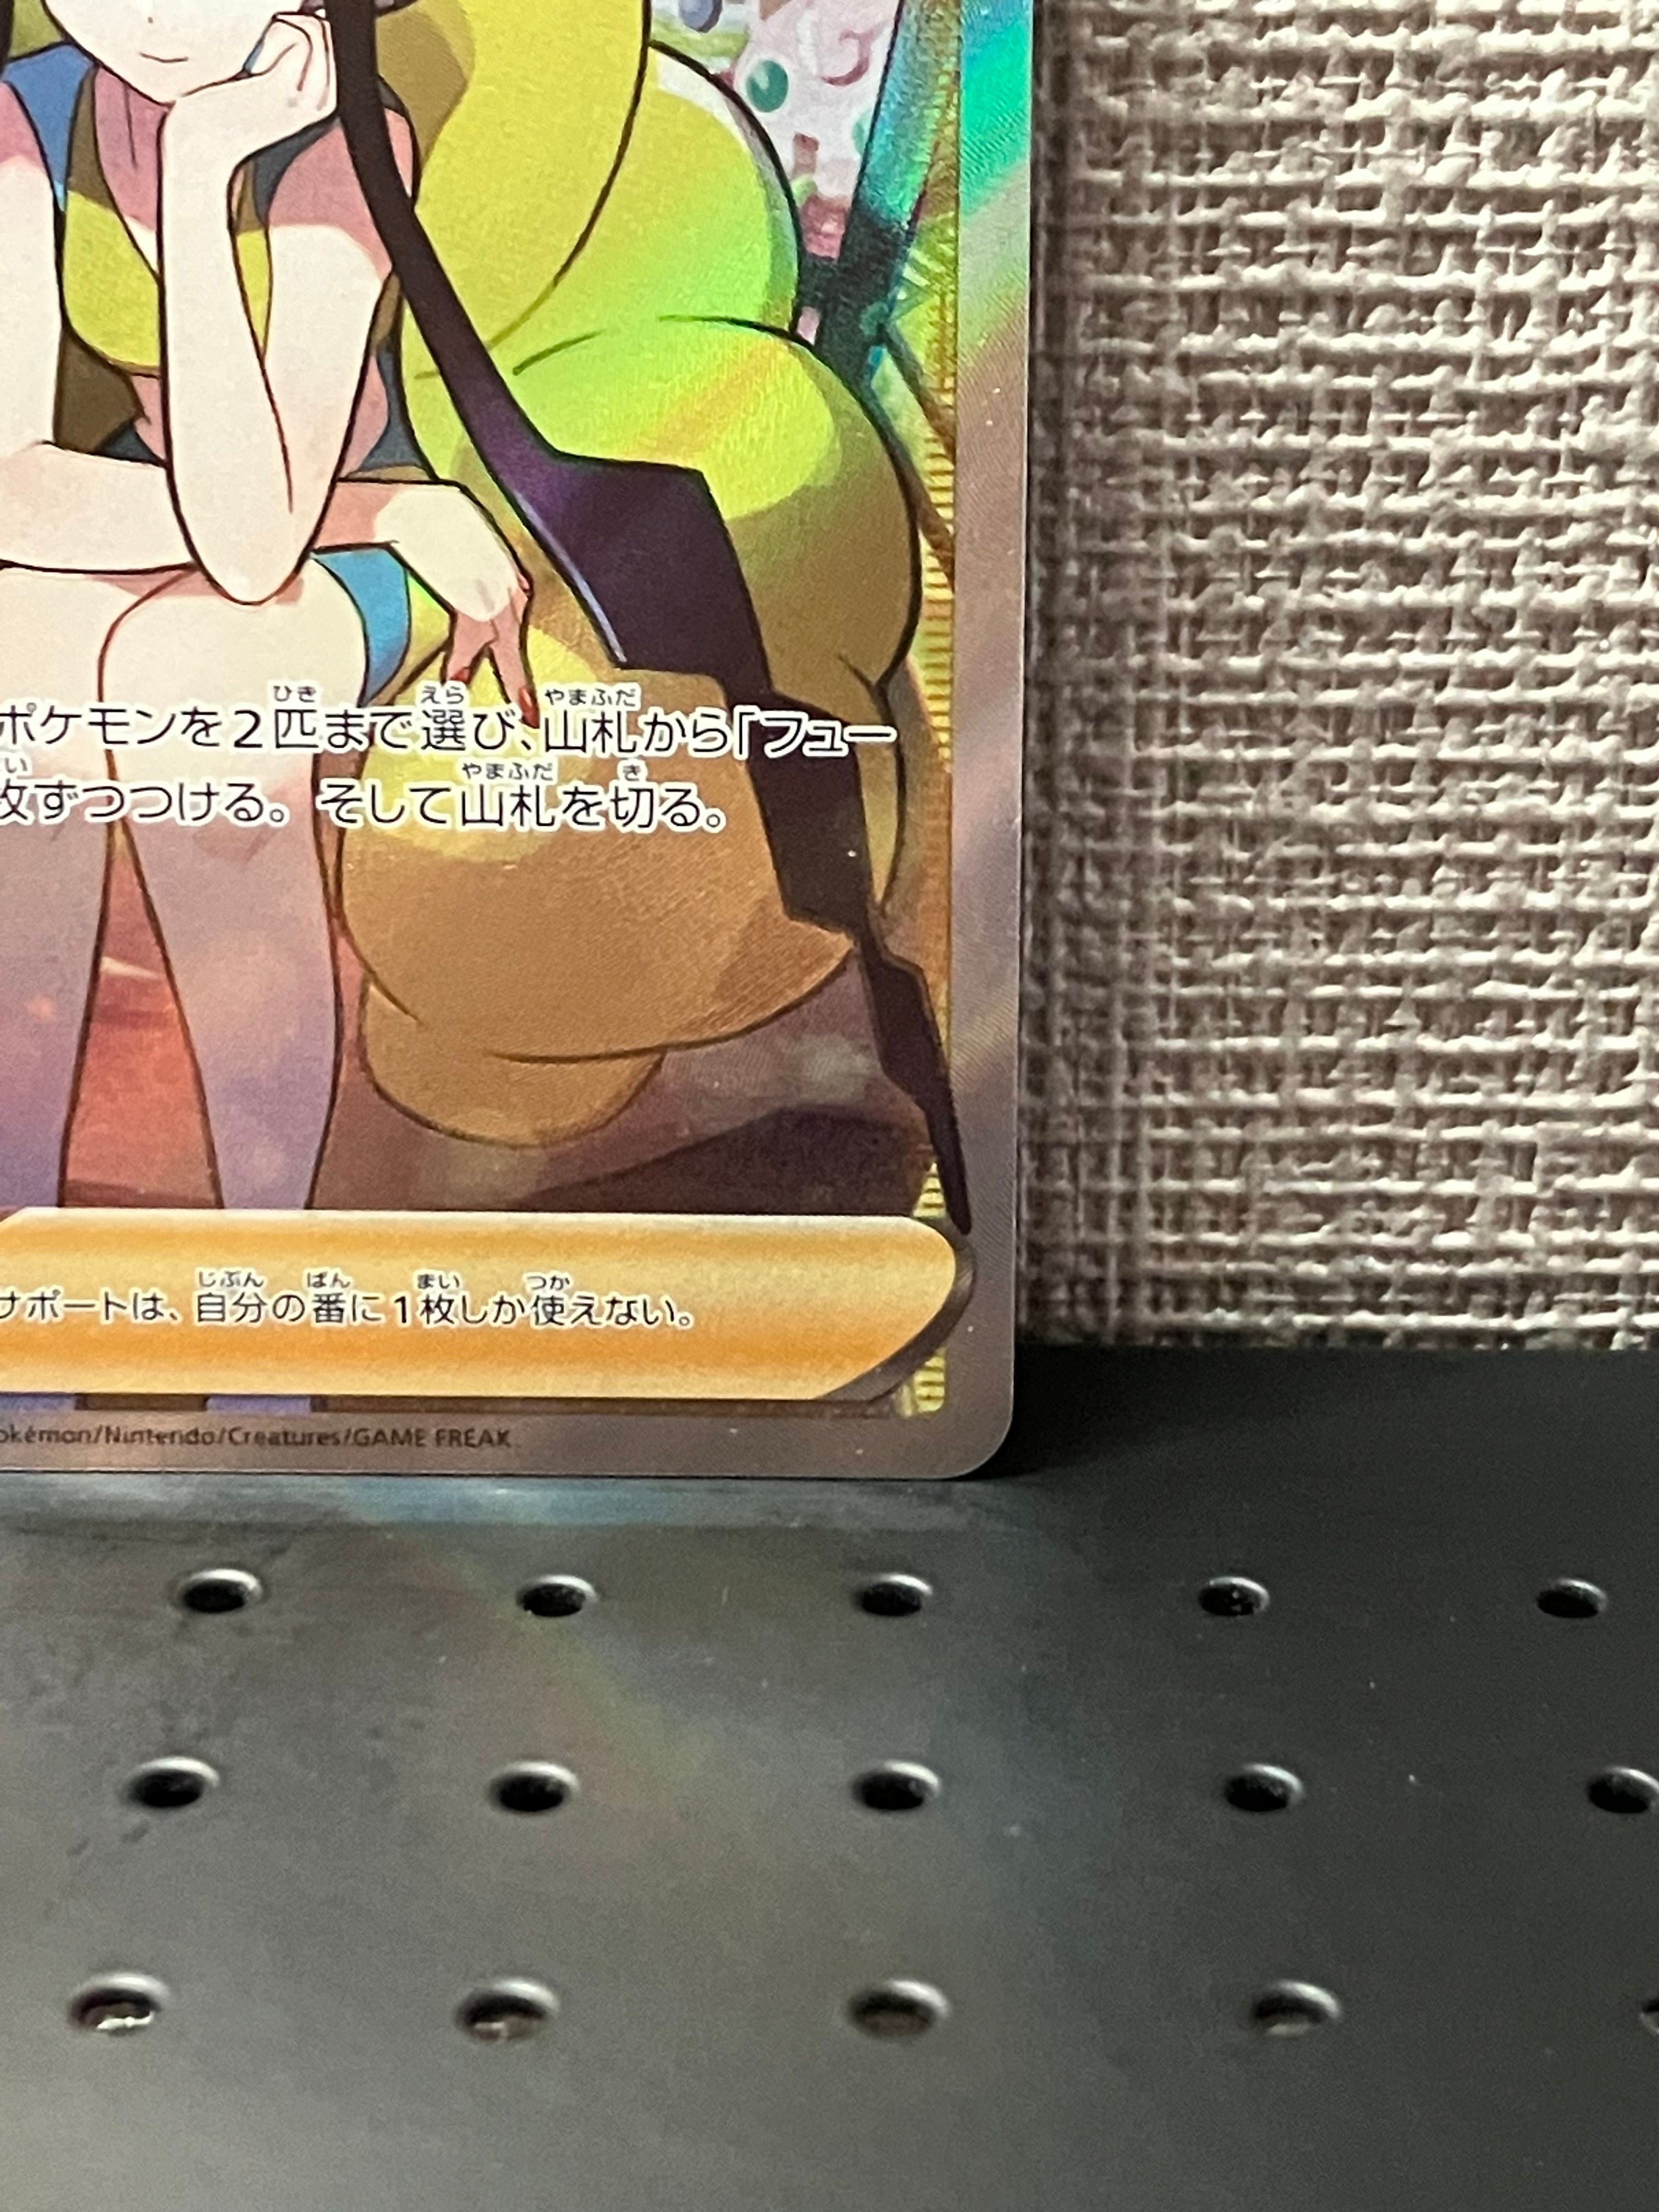 ポケモンを2匹まで選び、山札から「フュー
枚ずつつける。そして山札を切る。
サポートは、自分の番に1枚しか使えない。
okémon/Nintendo/Creatures/GAME FREAK